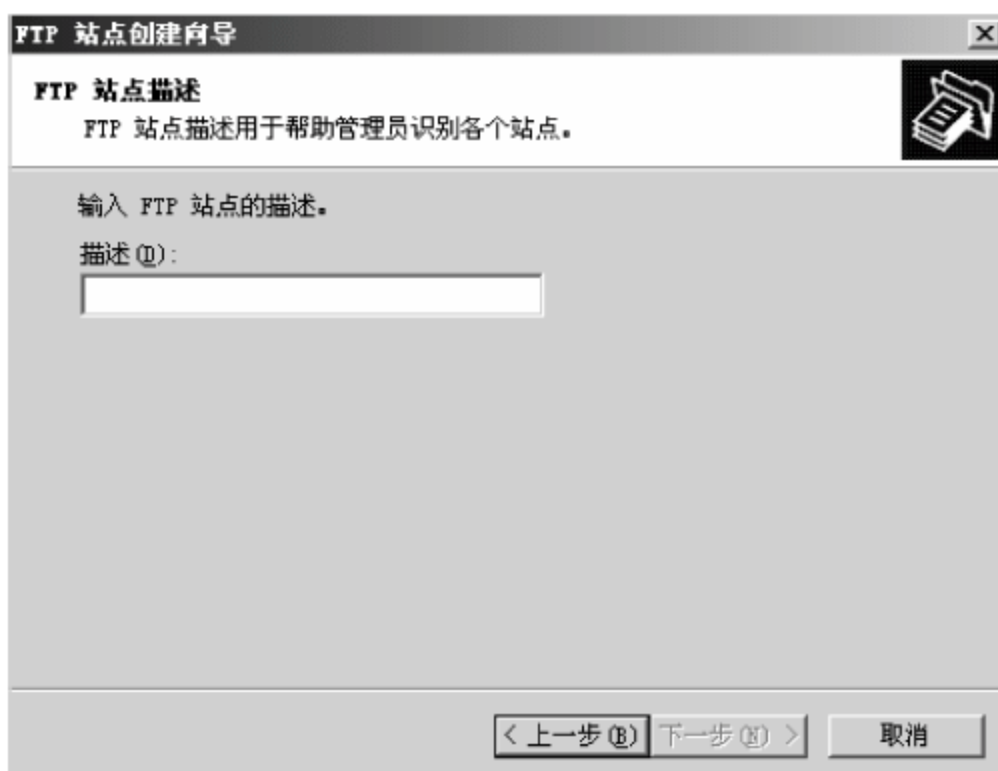 FTP 站点创建向导
FTP 站点描述
FTP 站点描述用于帮助管理员识别各个站点。
输入 FTP 站点的描述。
描述(D):
< 上一步(B) 下一步(N) > 取消